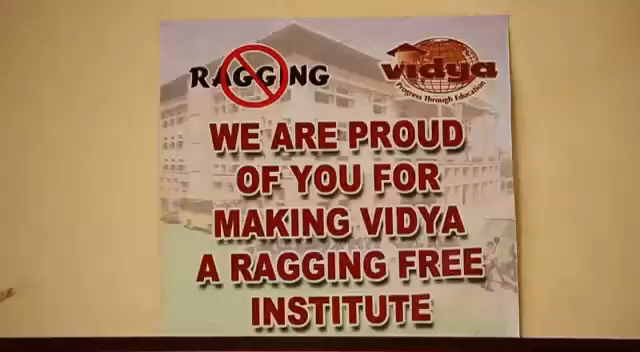 RAGGING
vidya
Progress Through Education
WE ARE PROUD
OF YOU FOR
MAKING VIDYA
A RAGGING FREE
INSTITUTE